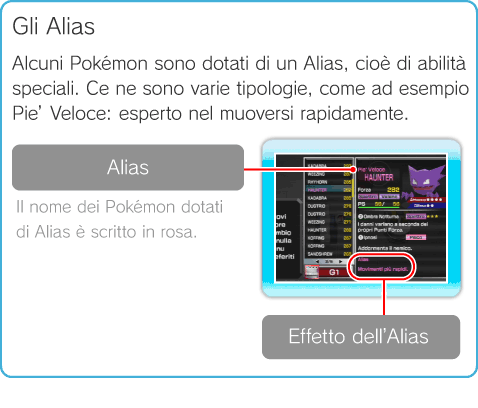 Gli Alias
Alcuni Pokémon sono dotati di un Alias, cioè di abilità
speciali. Ce ne sono varie tipologie, come ad esempio
Pie’ Veloce: esperto nel muoversi rapidamente.
Alias
Il nome dei Pokémon dotati
di Alias è scritto in rosa.
Pie' Veloce
HAUNTER
Forza 282
PS 55/ 55
Ombra Notturna
I danni variano a seconda dei
propri Punti Forza.
Ipnosi
Addormenta il nemico.
Alias
Movimenti più rapidi.
KADABRA
WEEZING
RHYHORN
HAUNTER
KADABRA
DUSTRIO
DUSTRIO
WEEZING
HAUNTER
KOFFING
KOFFING
SANDSHREW
G1
Effetto dell’Alias